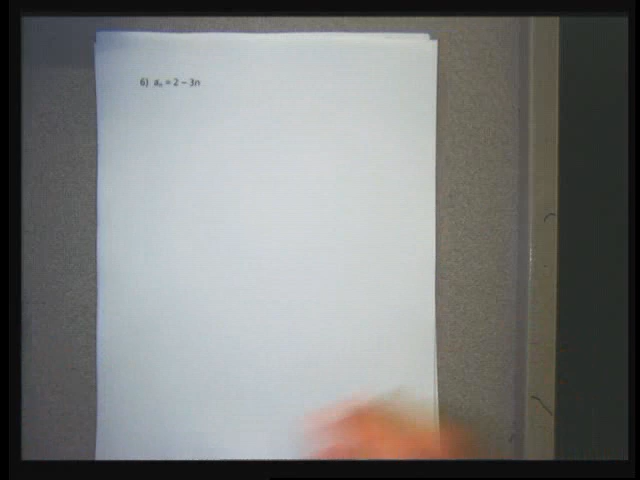 6) aₙ = 2 − 3n